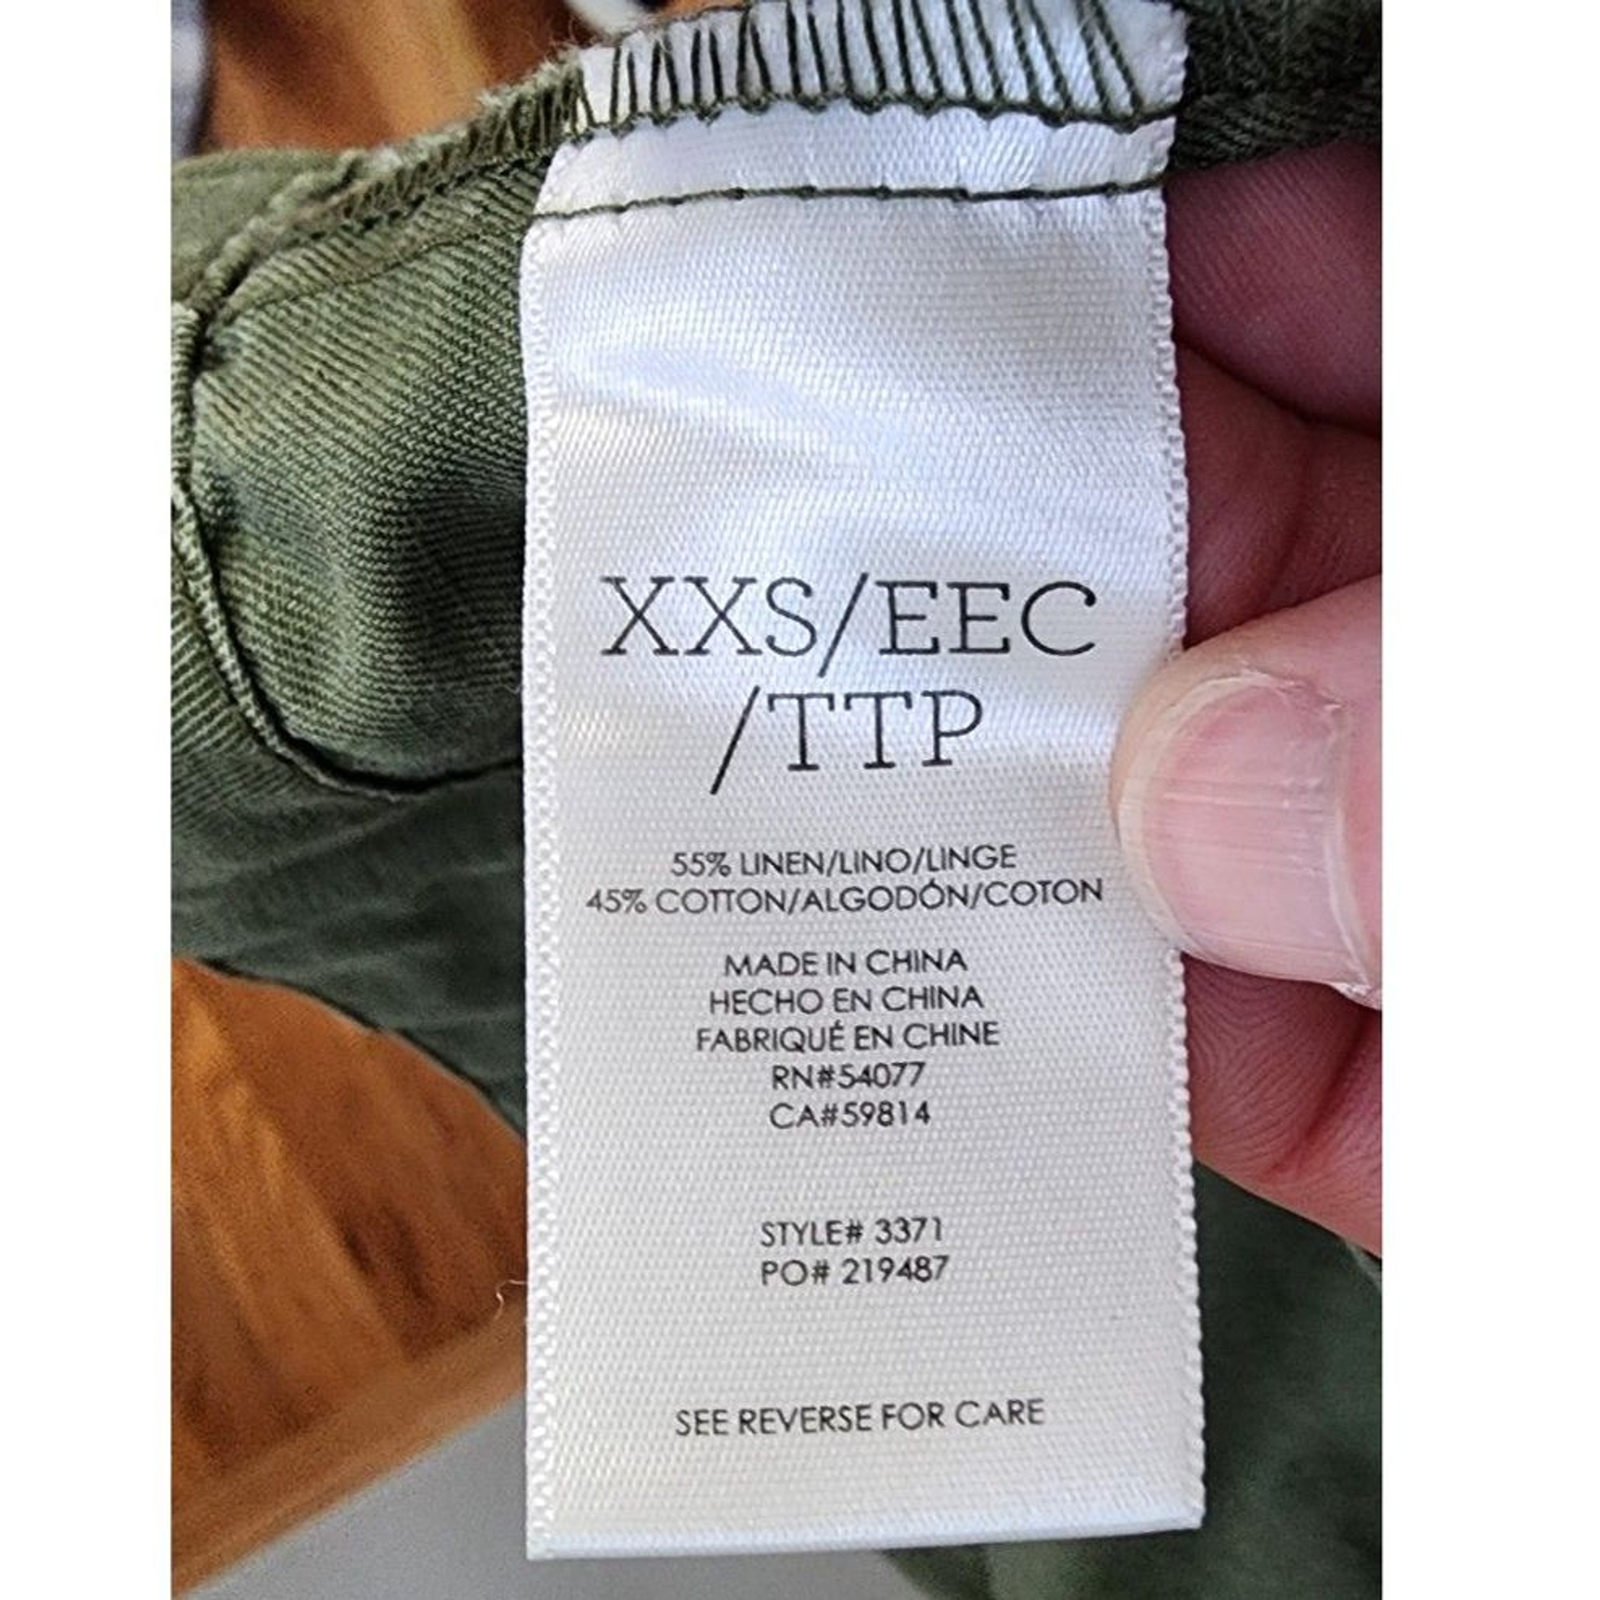 XXS/EEC
/TTP
55% LINEN/LINO/LINGE
45% COTTON/ALGODÓN/COTON
MADE IN CHINA
HECHO EN CHINA
FABRIQUÉ EN CHINE
RN#54077
CA#59814
STYLE# 3371
PO# 219487
SEE REVERSE FOR CARE